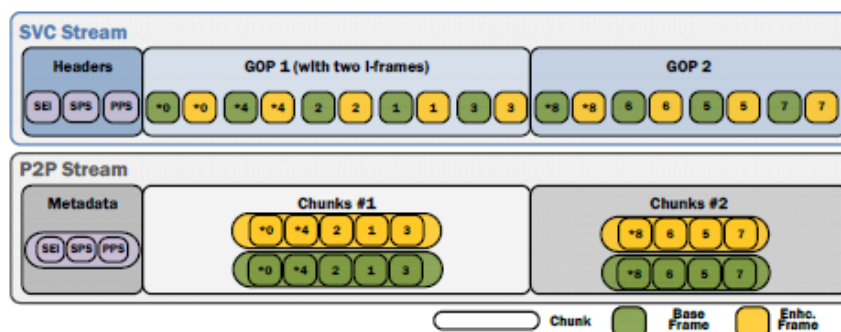 SVC Stream
Headers GOP 1 (with two I-frames) GOP 2
SEI SPS PPS *0 *0 *4 *4 2 2 1 1 3 3 *8 *8 6 6 5 5 7 7
P2P Stream
Metadata Chunks #1 Chunks #2
*0 *4 2 1 3 *8 6 5 7
SEI SPS PPS
*0 *4 2 1 3 *8 6 5 7
Chunk Base Frame Enhc. Frame